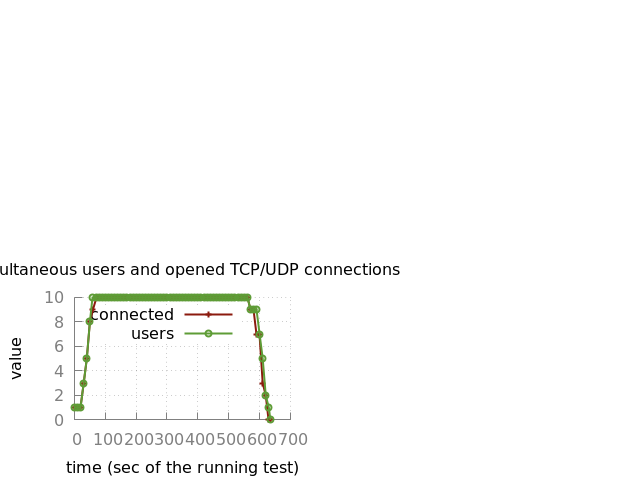 ultaneous users and opened TCP/UDP connections
10
connected
8
users
6
value
4
2
0
0 100 200 300 400 500 600 700
time (sec of the running test)